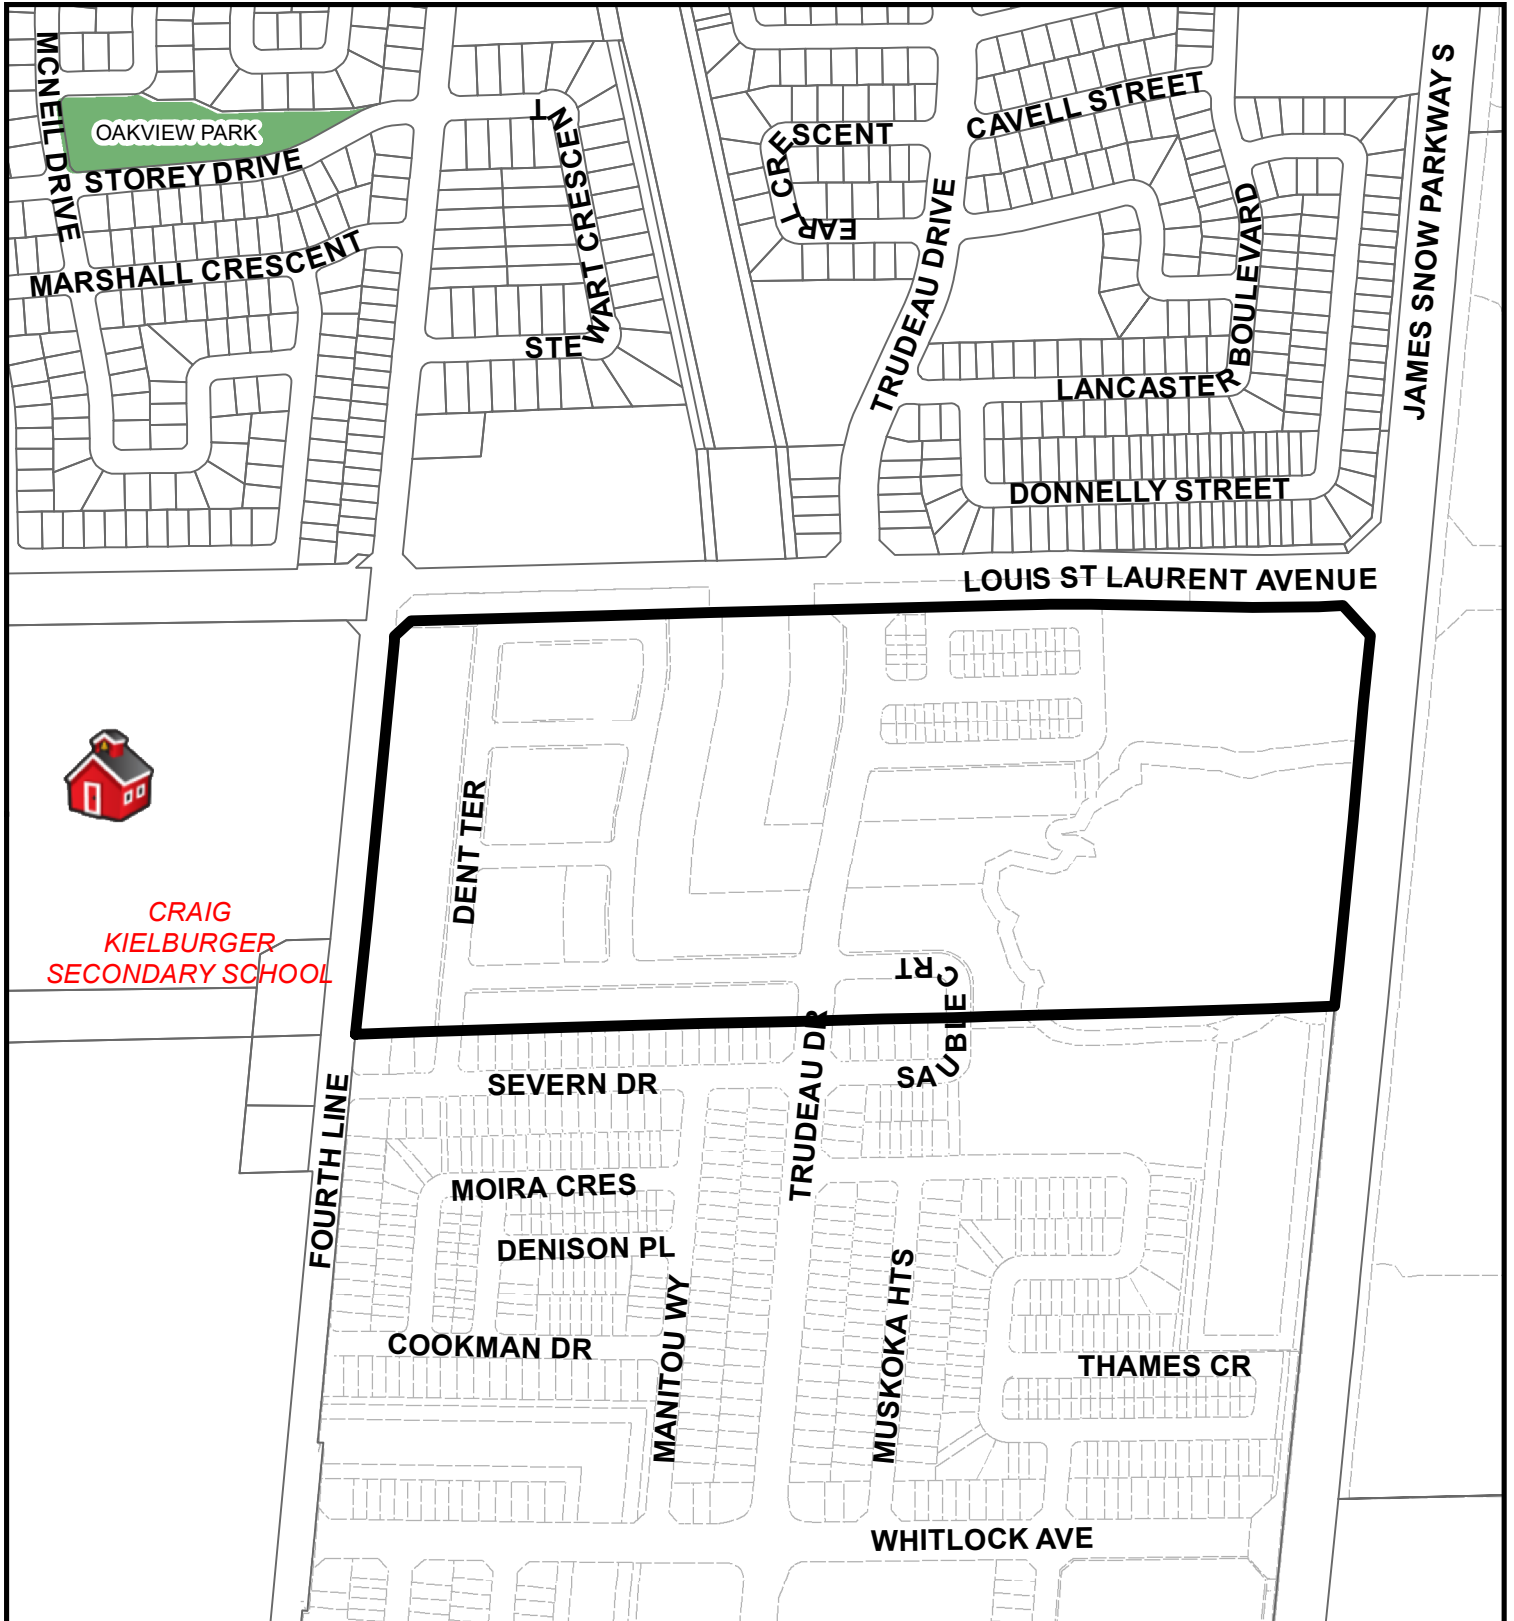 MCNEIL DRIVE
OAKVIEW PARK
STOREY DRIVE
MARSHALL CRESCENT
STEWART CRESCENT
EARL CRESCENT
CAVELL STREET
TRUDEAU DRIVE
LANCASTER BOULEVARD
JAMES SNOW PARKWAY S
DONNELLY STREET
LOUIS ST LAURENT AVENUE
DENT TER
CRAIG
KIELBURGER
SECONDARY SCHOOL
SAUBLE CRT
TRUDEAU DR
SEVERN DR
FOURTH LINE
MOIRA CRES
DENISON PL
MANITOU WY
MUSKOKA HTS
COOKMAN DR
THAMES CR
WHITLOCK AVE